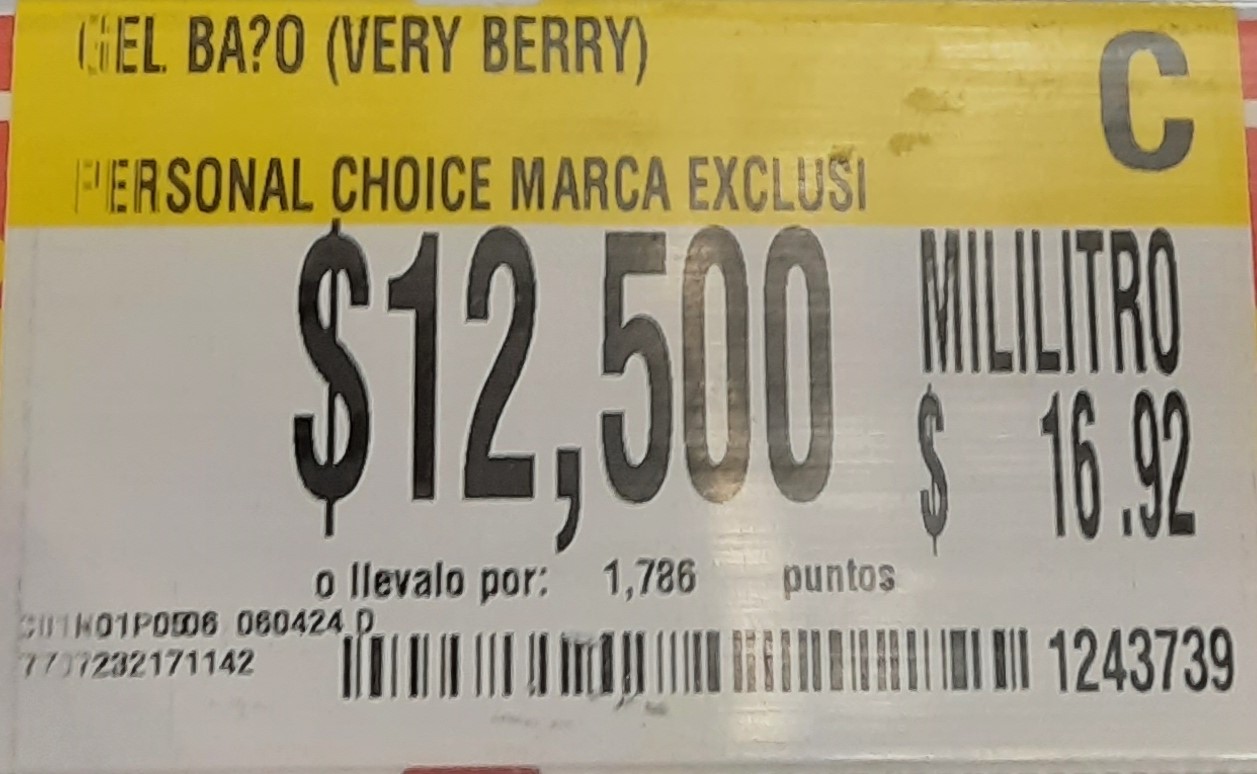 GEL BA?O (VERY BERRY)
C
PERSONAL CHOICE MARCA EXCLUSI
$12,500
MILILITRO
$ 16.92
o llevalo por: 1,786 puntos
060424 D
7707232171142
1243739